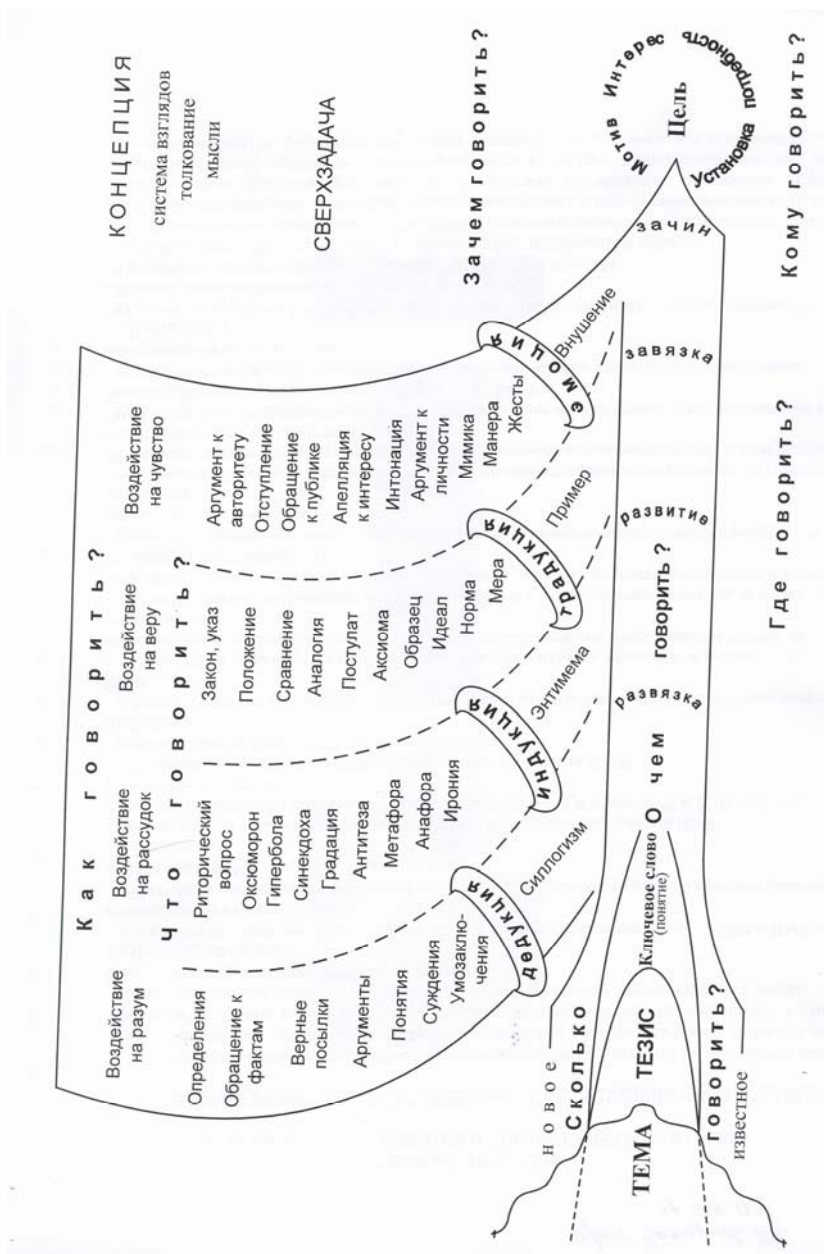 КОНЦЕПЦИЯ
система взглядов
толкование
мысли
СВЕРХЗАДАЧА
Зачем говорить?
Как говорить?
Воздействие
на разум
Воздействие
на рассудок
Воздействие
на веру
Воздействие
на чувство
Что говорить?
Определения
Обращение к
фактам
Верные
посылки
Аргументы
Понятия
Суждения
Умозаклю-
чения
Риторический
вопрос
Оксюморон
Гипербола
Синекдоха
Градация
Антитеза
Метафора
Анафора
Ирония
Закон, указ
Положение
Сравнение
Аналогия
Постулат
Аксиома
Образец
Идеал
Норма
Мера
Аргумент к
авторитету
Отступление
Обращение
к публике
Апелляция
к интересу
Интонация
Аргумент к
личности
Мимика
Манера
Жесты
дедукция
индукция
традукция
эмоция
Силлогизм
Энтимема
Пример
Внушение
новое
Сколько
говорить?
известное
ТЕМА
ТЕЗИС
Ключевое слово
(понятие)
О чем говорить?
развязка
развитие
завязка
зачин
Мотив Интерес потребность
Установка
Цель
Где говорить?
Кому говорить?